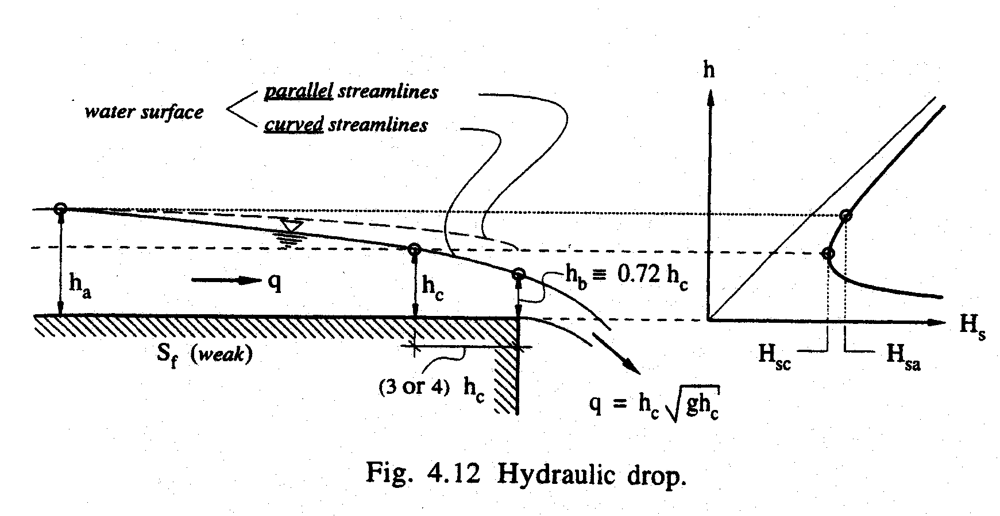 h
parallel streamlines
water surface
curved streamlines
h_a
q
h_c
h_b ≡ 0.72 h_c
H_s
S_f (weak)
H_sc
H_sa
(3 or 4) h_c
q = h_c √gh_c
Fig. 4.12 Hydraulic drop.